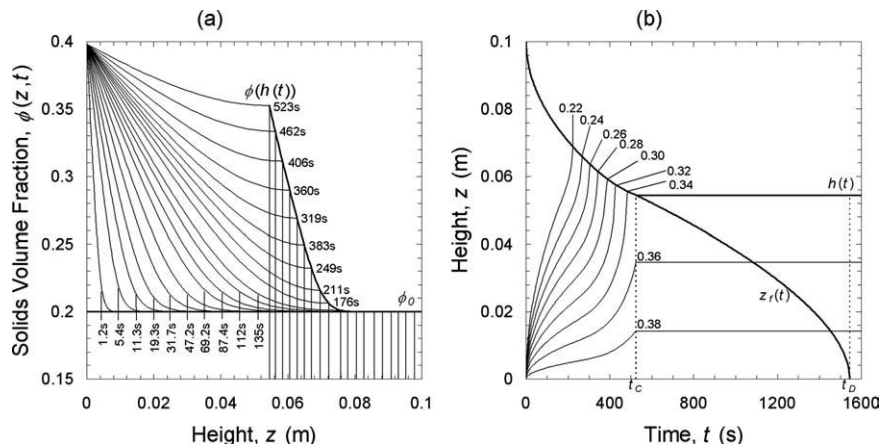 (a)
Solids Volume Fraction, ϕ(z,t)
0.4
0.35
0.3
0.25
0.2
0.15
ϕ(h(t))
523s
462s
406s
360s
319s
383s
249s
211s
176s
ϕ0
1.2s
5.4s
11.3s
19.3s
31.7s
47.2s
69.2s
87.4s
112s
135s
0
0.02
0.04
0.06
0.08
0.1
Height, z (m)
(b)
Height, z (m)
0.1
0.08
0.06
0.04
0.02
0
0.22
0.24
0.26
0.28
0.30
0.32
0.34
h(t)
0.36
zf(t)
0.38
0
400
tC
800
1200
tD
1600
Time, t (s)